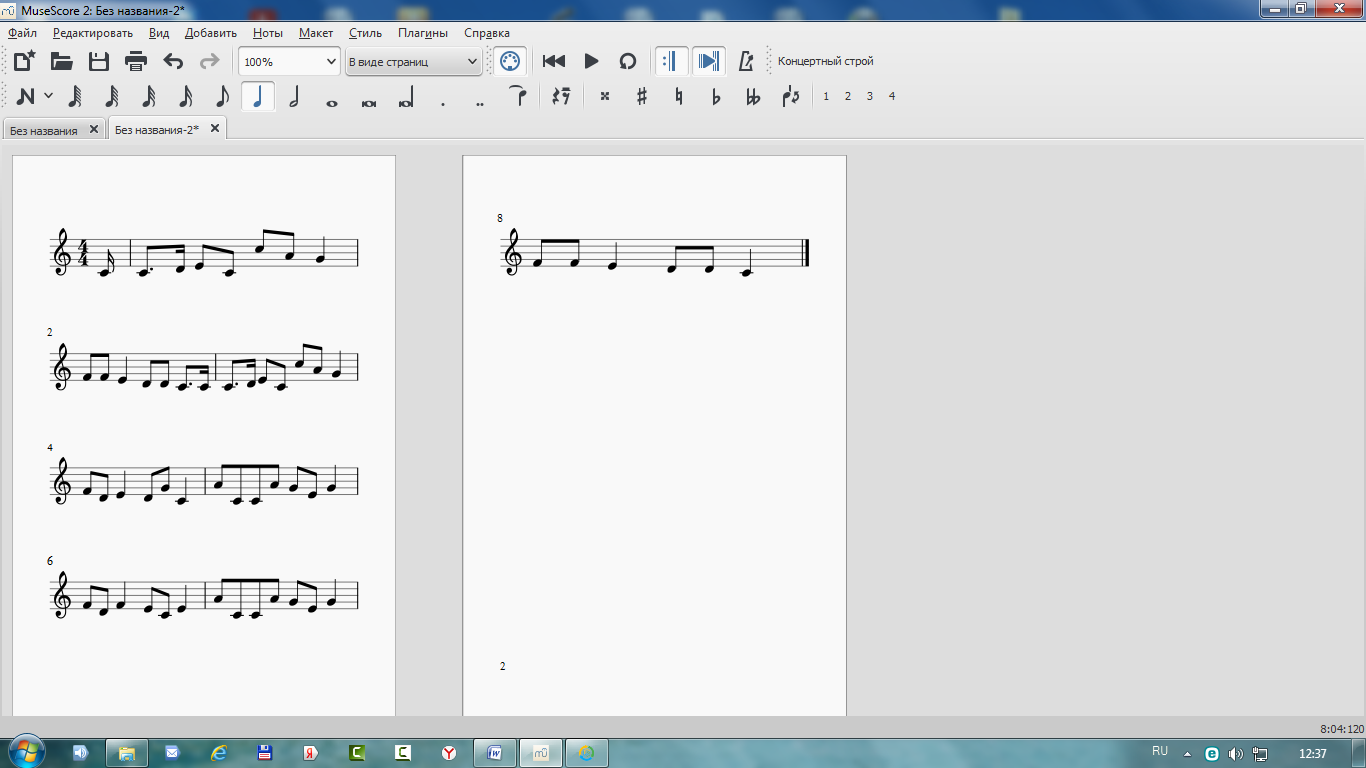 MuseScore 2: Без названия-2*
Файл Редактировать Вид Добавить Ноты Макет Стиль Плагины Справка
100% В виде страниц Концертный строй
1 2 3 4
Без названия Без названия-2*
4
4
2
4
6
8
2
8:04:120
RU 12:37